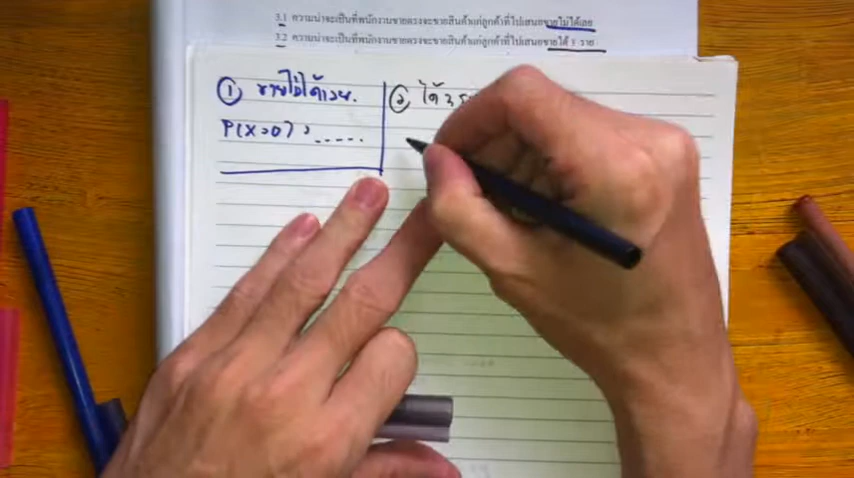 3.1 ความน่าจะเป็นที่พนักงานขายตรงจะขายสินค้าแก่ลูกค้าที่ไปเสนอขายไม่ได้เลย
3.2 ความน่าจะเป็นที่พนักงานขายตรงจะขายสินค้าแก่ลูกค้าที่ไปเสนอขายได้ 3 ราย
① ขายไม่ได้เลย.
P(X=0) = .....
② ได้ 3